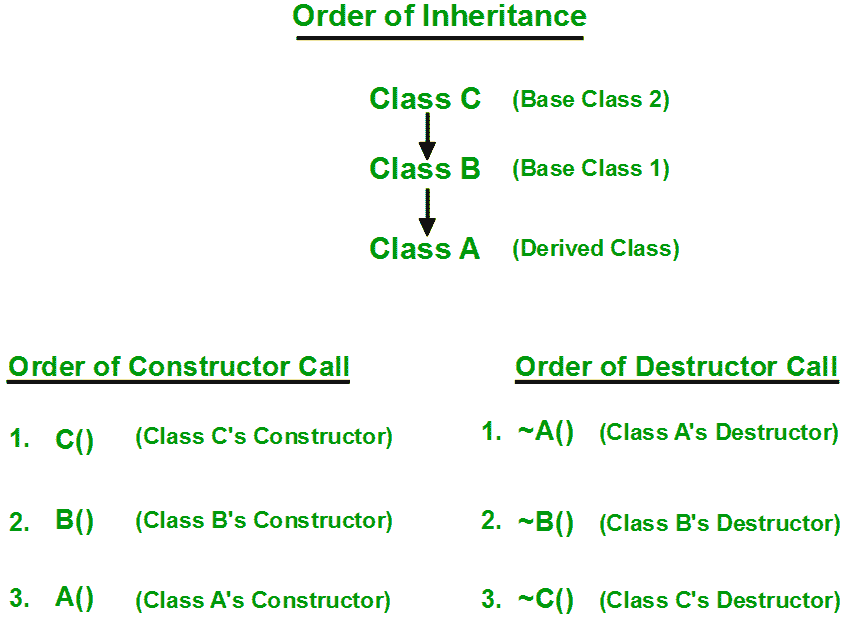 Order of Inheritance
Class C (Base Class 2)
Class B (Base Class 1)
Class A (Derived Class)
Order of Constructor Call
1. C() (Class C's Constructor)
2. B() (Class B's Constructor)
3. A() (Class A's Constructor)
Order of Destructor Call
1. ~A() (Class A's Destructor)
2. ~B() (Class B's Destructor)
3. ~C() (Class C's Destructor)